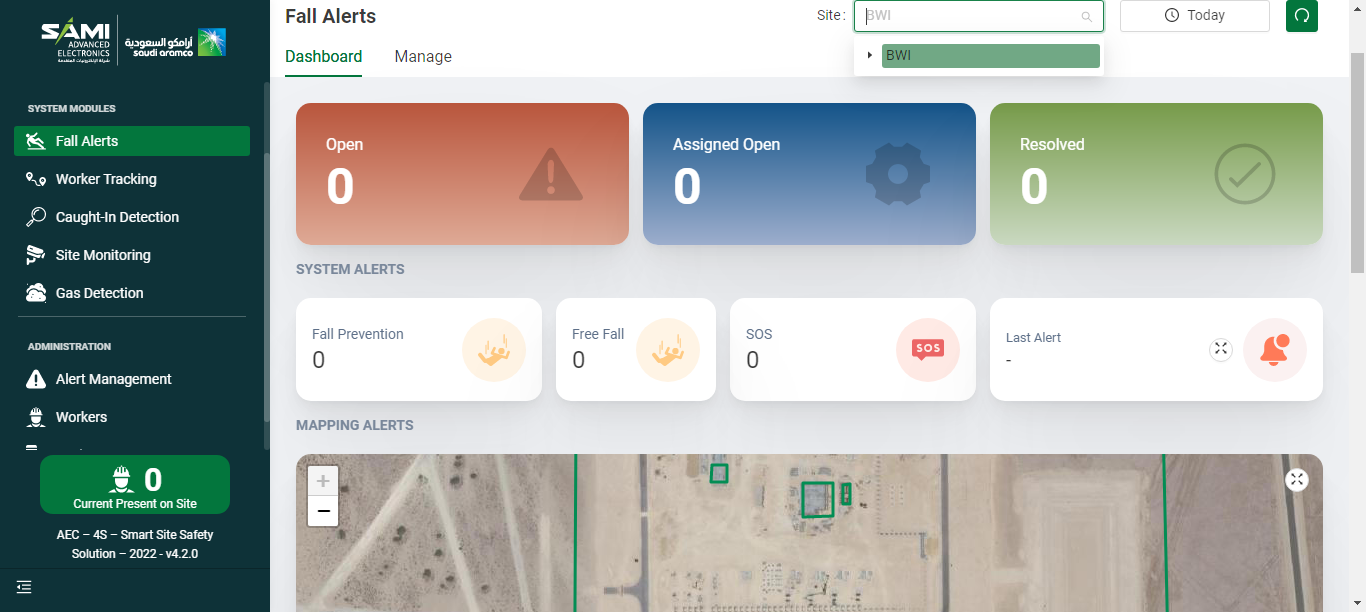 SAMI
ADVANCED
ELECTRONICS
شركة الإلكترونيات المتقدمة
أرامكو السعودية
saudi aramco
SYSTEM MODULES
Fall Alerts
Worker Tracking
Caught-In Detection
Site Monitoring
Gas Detection
ADMINISTRATION
Alert Management
Workers
0
Current Present on Site
AEC – 4S – Smart Site Safety
Solution – 2022 - v4.2.0
Fall Alerts
Site :
BWI
Today
BWI
Dashboard
Manage
Open
0
Assigned Open
0
Resolved
0
SYSTEM ALERTS
Fall Prevention
0
Free Fall
0
SOS
0
SOS
Last Alert
-
MAPPING ALERTS
+
−